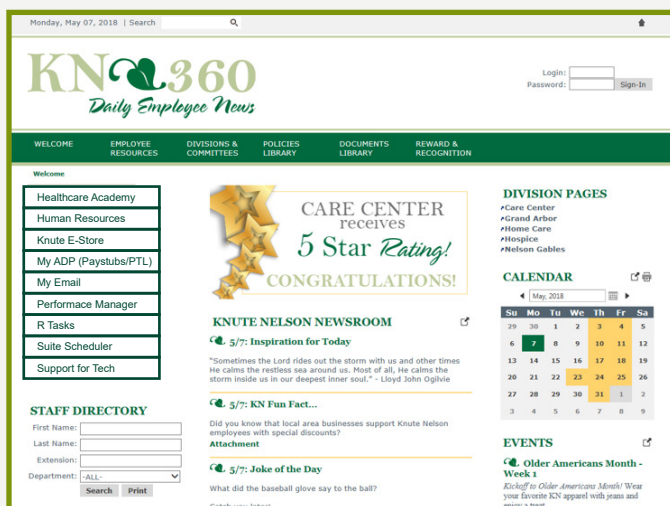 Monday, May 07, 2018 | Search
KN 360
Daily Employee News
Login:
Password:
Sign-In
WELCOME
EMPLOYEE RESOURCES
DIVISIONS & COMMITTEES
POLICIES LIBRARY
DOCUMENTS LIBRARY
REWARD & RECOGNITION
Welcome
Healthcare Academy
Human Resources
Knute E-Store
My ADP (Paystubs/PTL)
My Email
Performace Manager
R Tasks
Suite Scheduler
Support for Tech
STAFF DIRECTORY
First Name:
Last Name:
Extension:
Department: -ALL-
Search Print
CARE CENTER
receives
5 Star Rating!
CONGRATULATIONS!
KNUTE NELSON NEWSROOM
5/7: Inspiration for Today
"Sometimes the Lord rides out the storm with us and other times
He calms the restless sea around us. Most of all, He calms the
storm inside us in our deepest inner soul." - Lloyd John Ogilvie
5/7: KN Fun Fact...
Did you know that local area businesses support Knute Nelson
employees with special discounts?
Attachment
5/7: Joke of the Day
What did the baseball glove say to the ball?
Catch you later!
DIVISION PAGES
Care Center
Grand Arbor
Home Care
Hospice
Nelson Gables
CALENDAR
May, 2018
Su Mo Tu We Th Fr Sa
29 30 1 2 3 4 5
6 7 8 9 10 11 12
13 14 15 16 17 18 19
20 21 22 23 24 25 26
27 28 29 30 31 1 2
3 4 5 6 7 8 9
EVENTS
Older Americans Month -
Week 1
Kickoff to Older Americans Month! Wear
your favorite KN apparel with jeans and
enjoy a treat